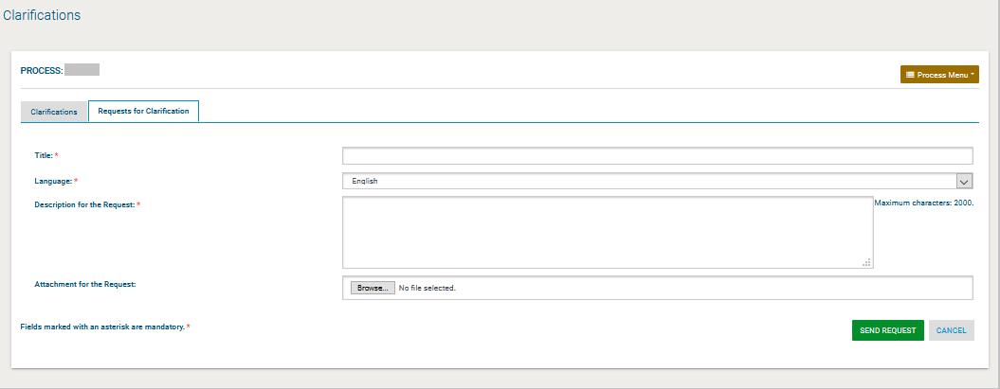 Clarifications
PROCESS:
Process Menu
Clarifications
Requests for Clarification
Title: *
Language: *
English
Description for the Request: *
Maximum characters: 2000.
Attachment for the Request:
Browse... No file selected.
Fields marked with an asterisk are mandatory. *
SEND REQUEST
CANCEL